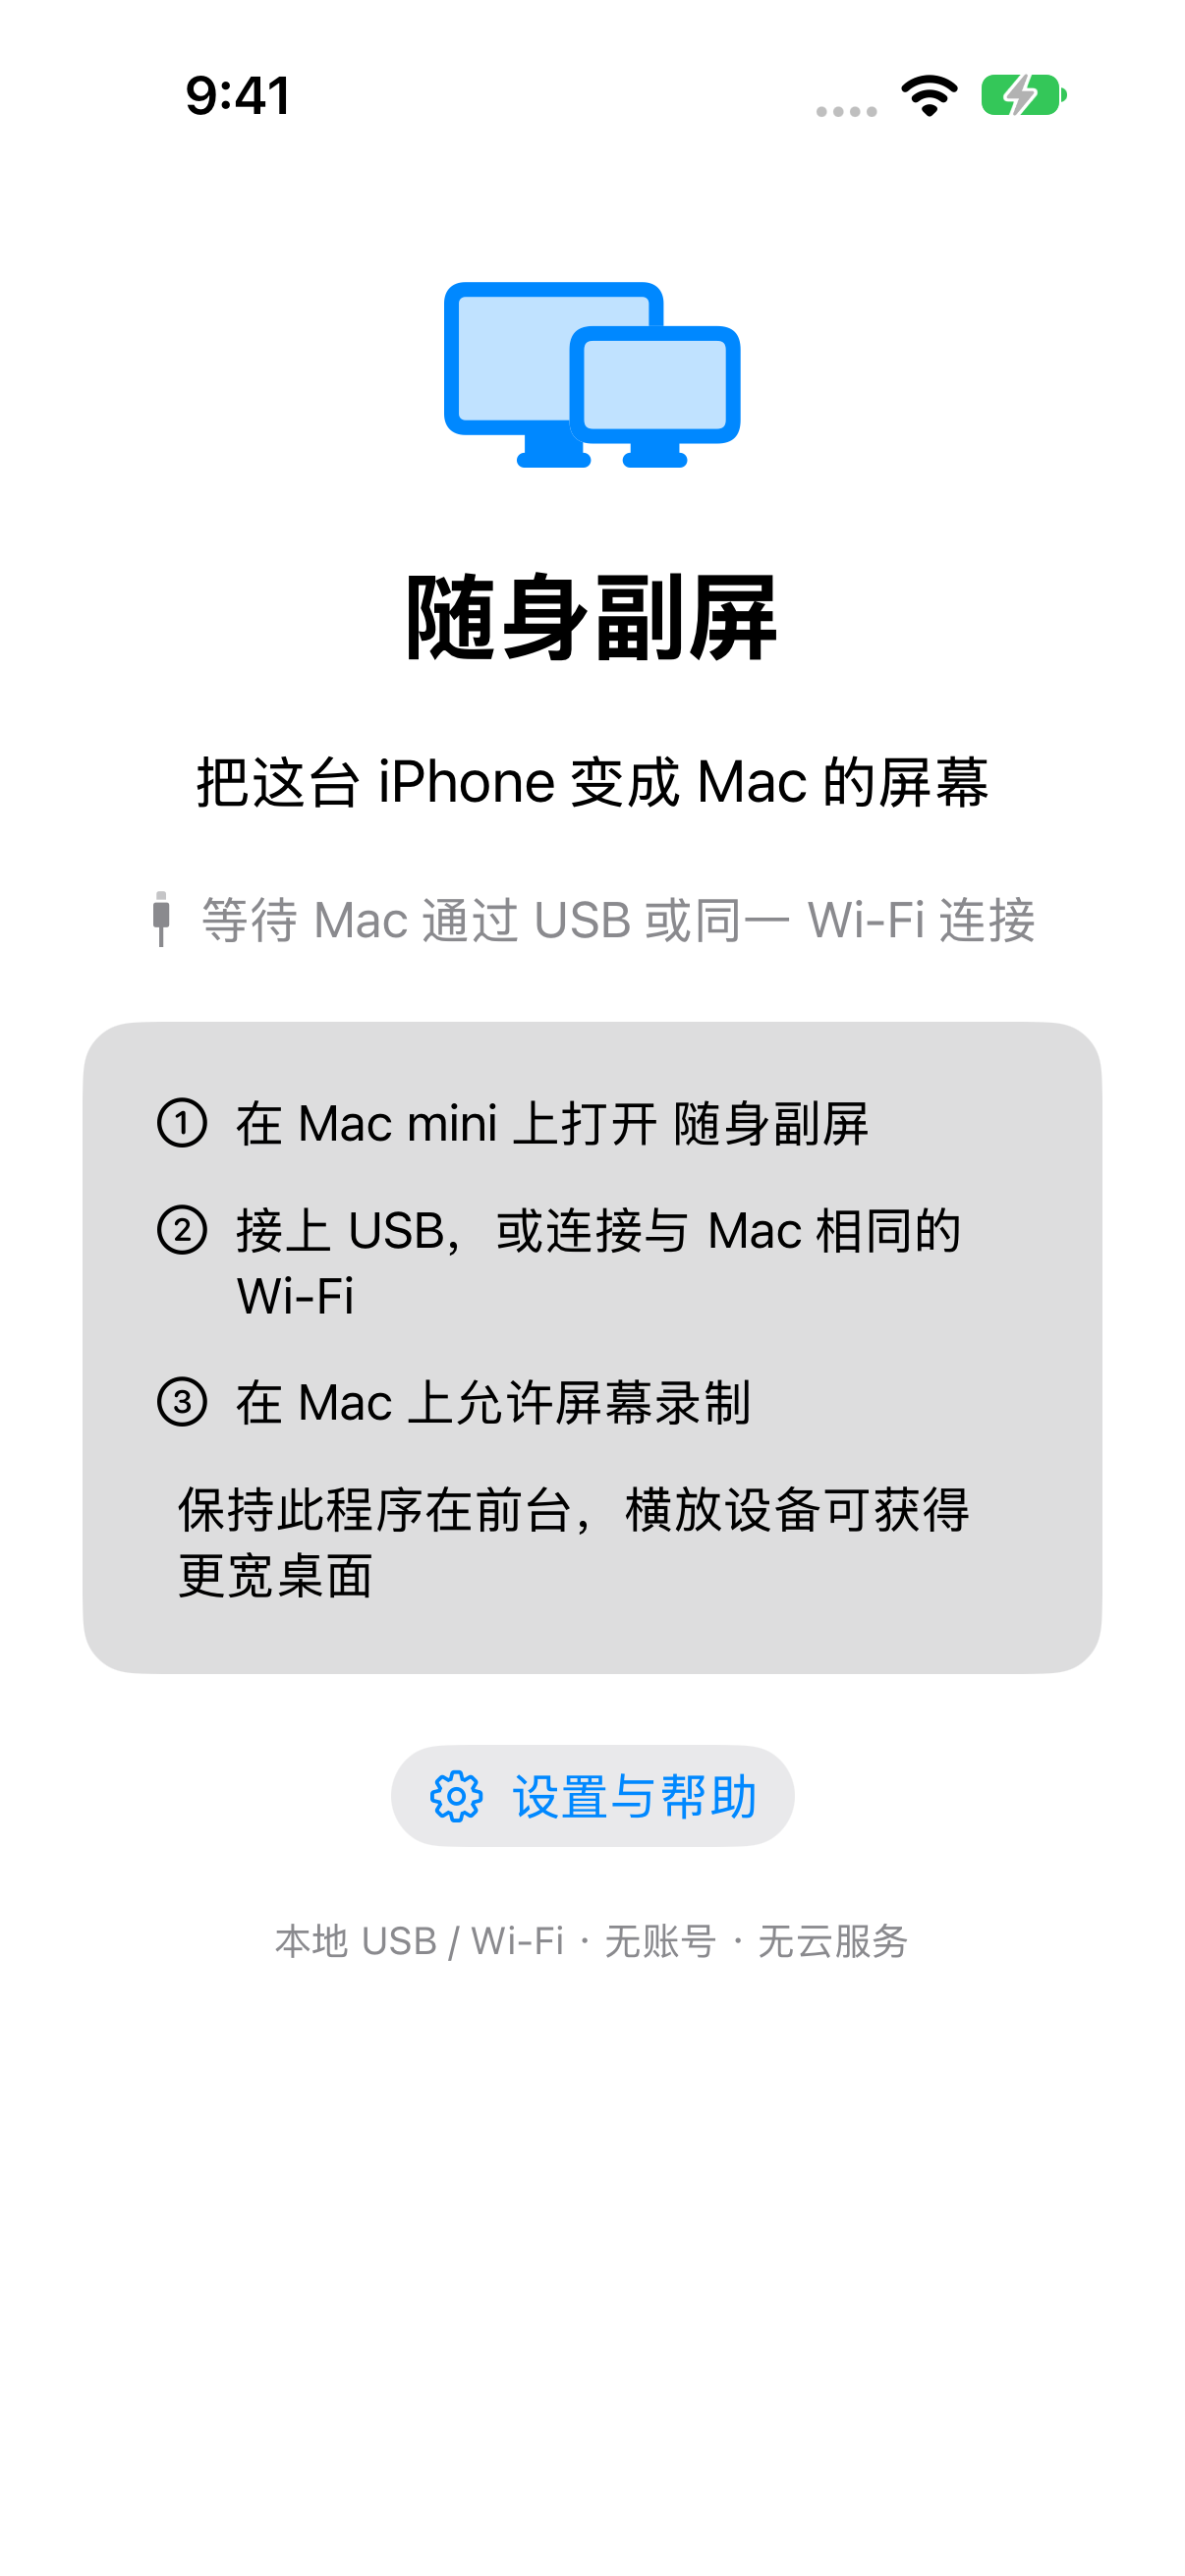 9:41
随身副屏
把这台 iPhone 变成 Mac 的屏幕
等待 Mac 通过 USB 或同一 Wi-Fi 连接
① 在 Mac mini 上打开 随身副屏
② 接上 USB，或连接与 Mac 相同的
Wi-Fi
③ 在 Mac 上允许屏幕录制
保持此程序在前台，横放设备可获得
更宽桌面
设置与帮助
本地 USB / Wi-Fi · 无账号 · 无云服务